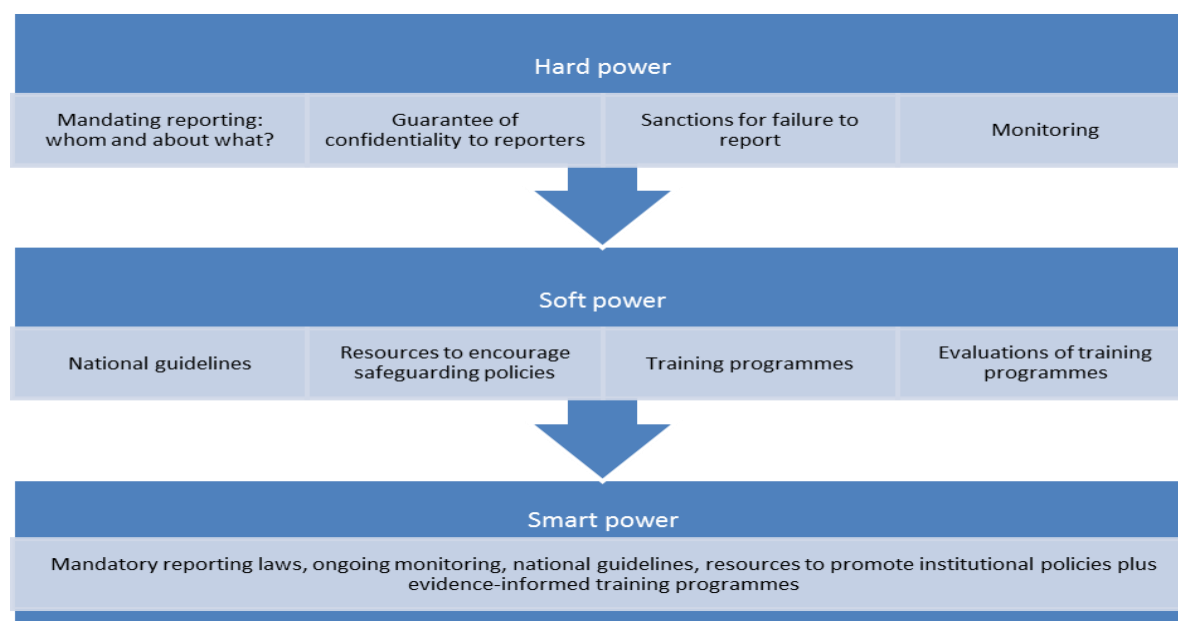 Hard power
Mandating reporting:
whom and about what?
Guarantee of
confidentiality to reporters
Sanctions for failure to
report
Monitoring
Soft power
National guidelines
Resources to encourage
safeguarding policies
Training programmes
Evaluations of training
programmes
Smart power
Mandatory reporting laws, ongoing monitoring, national guidelines, resources to promote institutional policies plus
evidence-informed training programmes